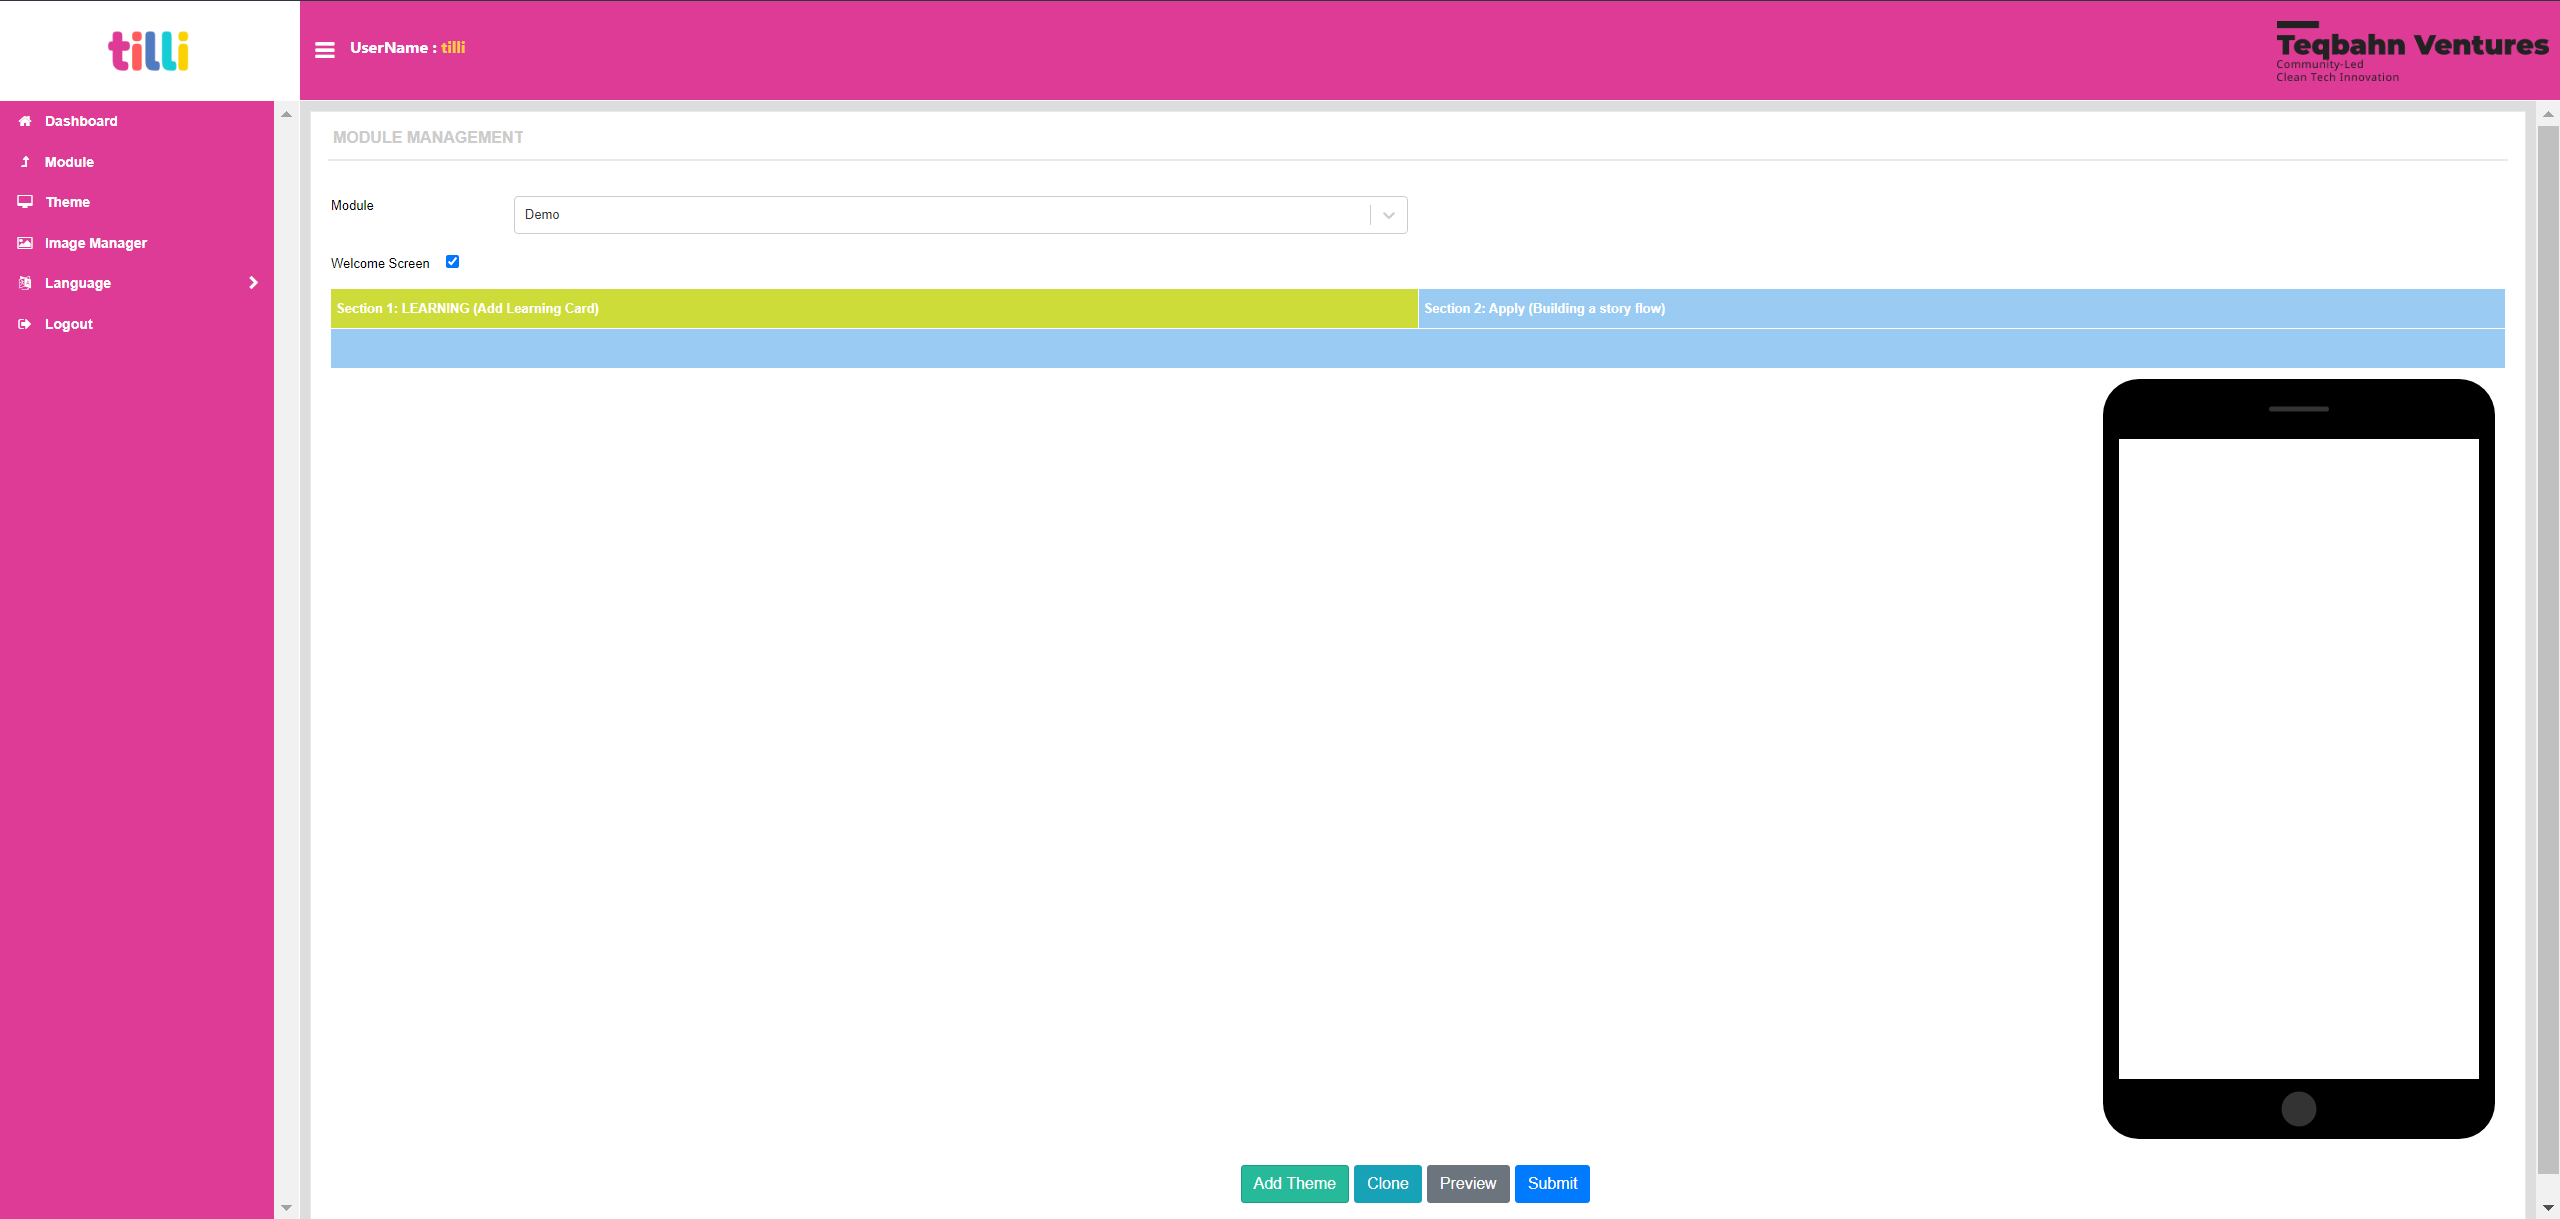 tilli
UserName : tilli
Teqbahn Ventures
Community-Led
Clean Tech Innovation
Dashboard
Module
Theme
Image Manager
Language
Logout
MODULE MANAGEMENT
Module
Demo
Welcome Screen
Section 1: LEARNING (Add Learning Card)
Section 2: Apply (Building a story flow)
Add Theme
Clone
Preview
Submit